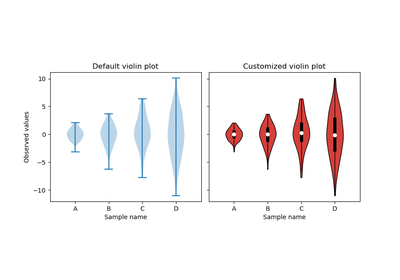 Default violin plot
Customized violin plot
Observed values
10
5
0
−5
−10
A B C D
A B C D
Sample name
Sample name